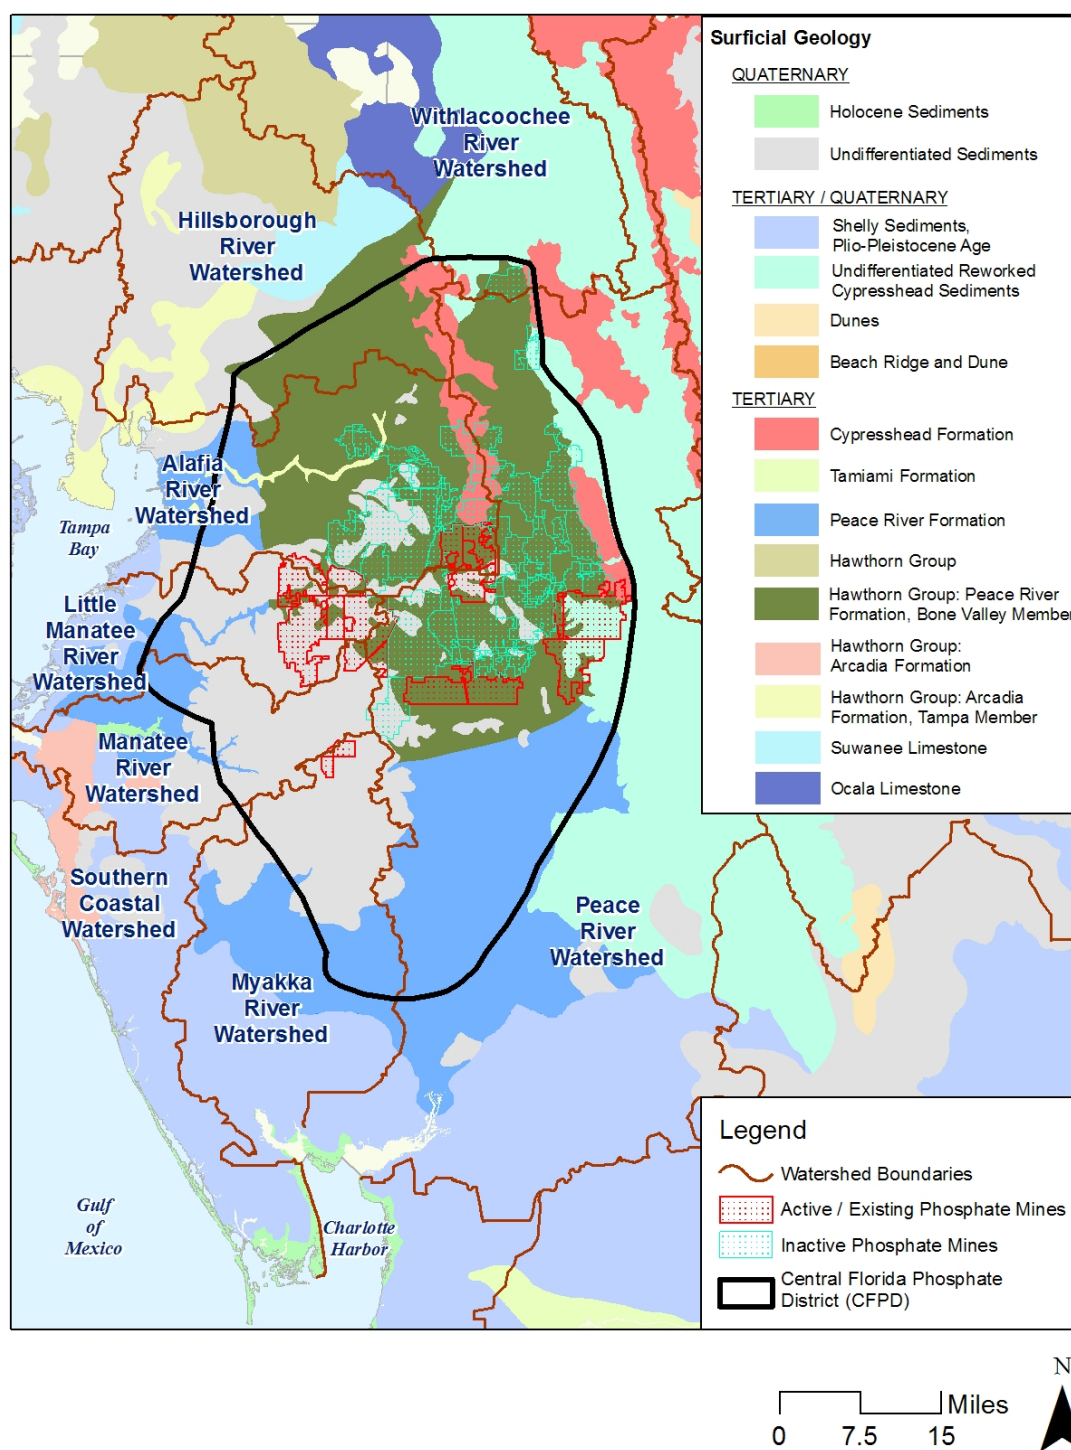 Surficial Geology
QUATERNARY
Holocene Sediments
Undifferentiated Sediments
TERTIARY / QUATERNARY
Shelly Sediments,
Plio-Pleistocene Age
Undifferentiated Reworked
Cypresshead Sediments
Dunes
Beach Ridge and Dune
TERTIARY
Cypresshead Formation
Tamiami Formation
Peace River Formation
Hawthorn Group
Hawthorn Group: Peace River
Formation, Bone Valley Member
Hawthorn Group:
Arcadia Formation
Hawthorn Group: Arcadia
Formation, Tampa Member
Suwanee Limestone
Ocala Limestone
Withlacoochee
River
Watershed
Hillsborough
River
Watershed
Alafia
River
Watershed
Tampa
Bay
Little
Manatee
River
Watershed
Manatee
River
Watershed
Southern
Coastal
Watershed
Peace
River
Watershed
Myakka
River
Watershed
Gulf
of
Mexico
Charlotte
Harbor
Legend
Watershed Boundaries
Active / Existing Phosphate Mines
Inactive Phosphate Mines
Central Florida Phosphate
District (CFPD)
N
Miles
0 7.5 15